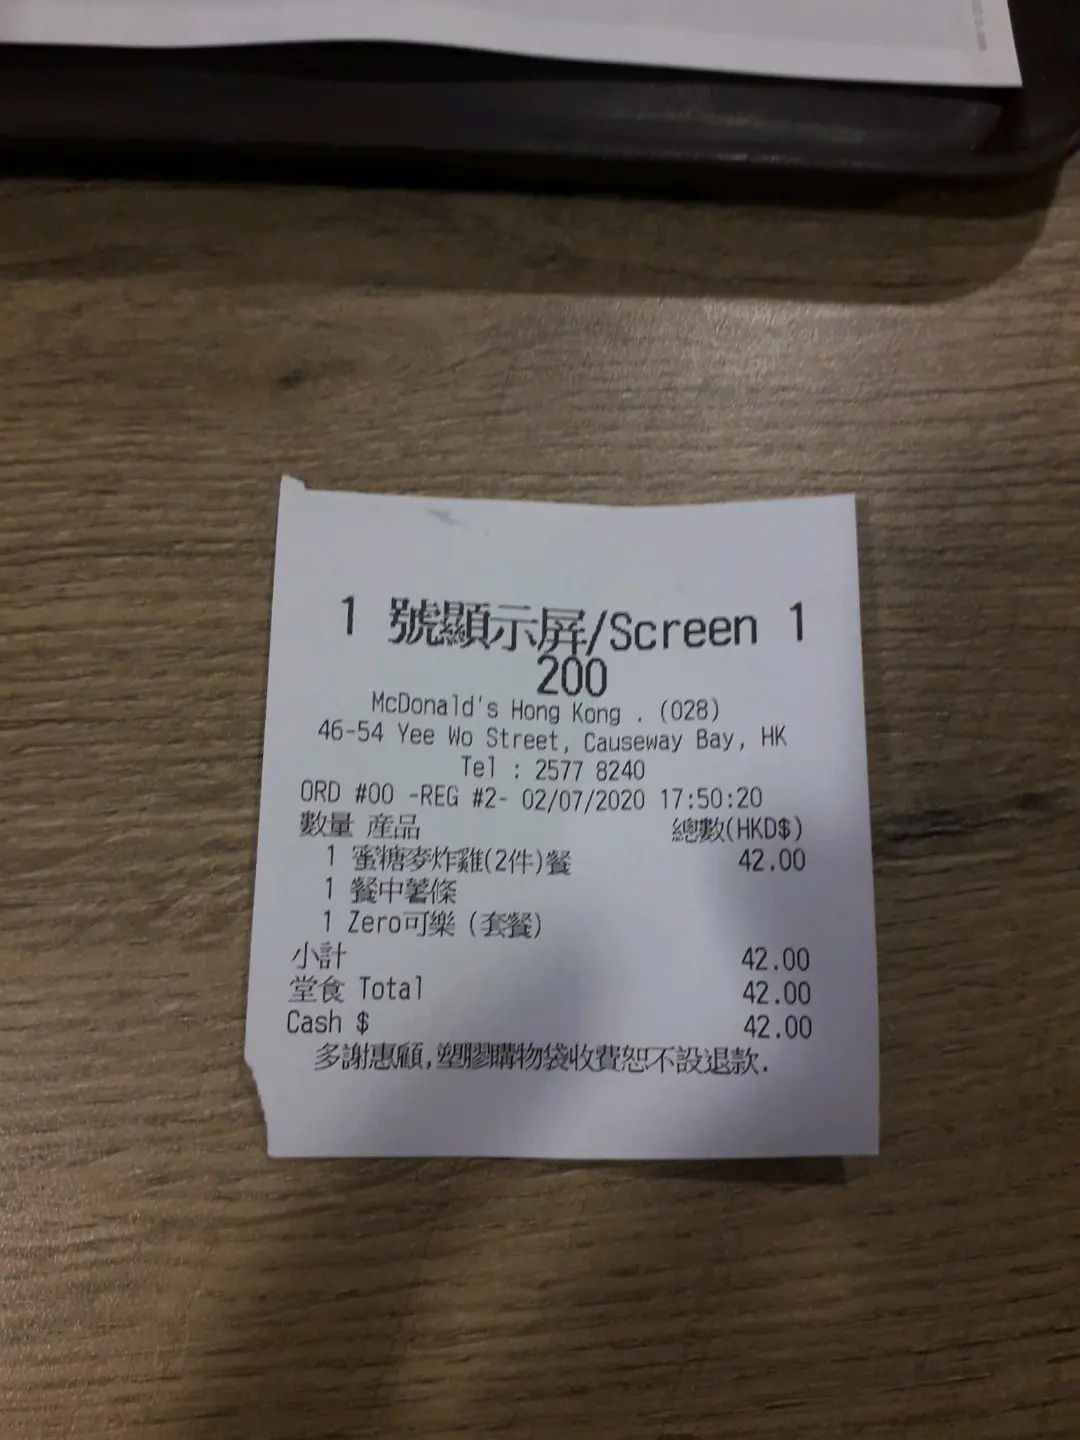 1 號顯示屏/Screen 1
200
McDonald's Hong Kong . (028)
46-54 Yee Wo Street, Causeway Bay, HK
Tel : 2577 8240
ORD #00 -REG #2- 02/07/2020 17:50:20
數量 產品 總數(HKD$)
1 蜜糖麥炸雞(2件)餐 42.00
1 餐中薯條
1 Zero可樂 (套餐)
小計 42.00
堂食 Total 42.00
Cash $ 42.00
多謝惠顧,塑膠購物袋收費恕不設退款.